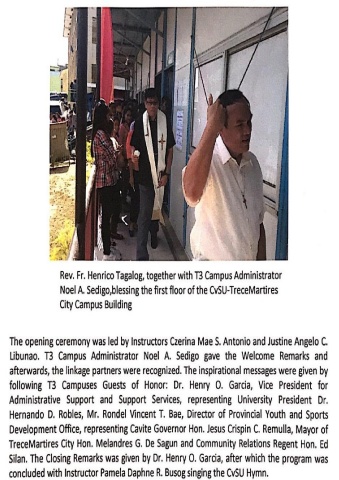 Rev. Fr. Henrico Tagalog, together with T3 Campus Administrator
Noel A. Sedigo,blessing the first floor of the CvSU-TreceMartires
City Campus Building
The opening ceremony was led by Instructors Czerina Mae S. Antonio and Justine Angelo C.
Libunao. T3 Campus Administrator Noel A. Sedigo gave the Welcome Remarks and
afterwards, the linkage partners were recognized. The inspirational messages were given by
following T3 Campuses Guests of Honor: Dr. Henry O. Garcia, Vice President for
Administrative Support and Support Services, representing University President Dr.
Hernando D. Robles, Mr. Rondel Vincent T. Bae, Director of Provincial Youth and Sports
Development Office, representing Cavite Governor Hon. Jesus Crispin C. Remulla, Mayor of
TreceMartires City Hon. Melandres G. De Sagun and Community Relations Regent Hon. Ed
Silan. The Closing Remarks was given by Dr. Henry O. Garcia, after which the program was
concluded with Instructor Pamela Daphne R. Busog singing the CvSU Hymn.